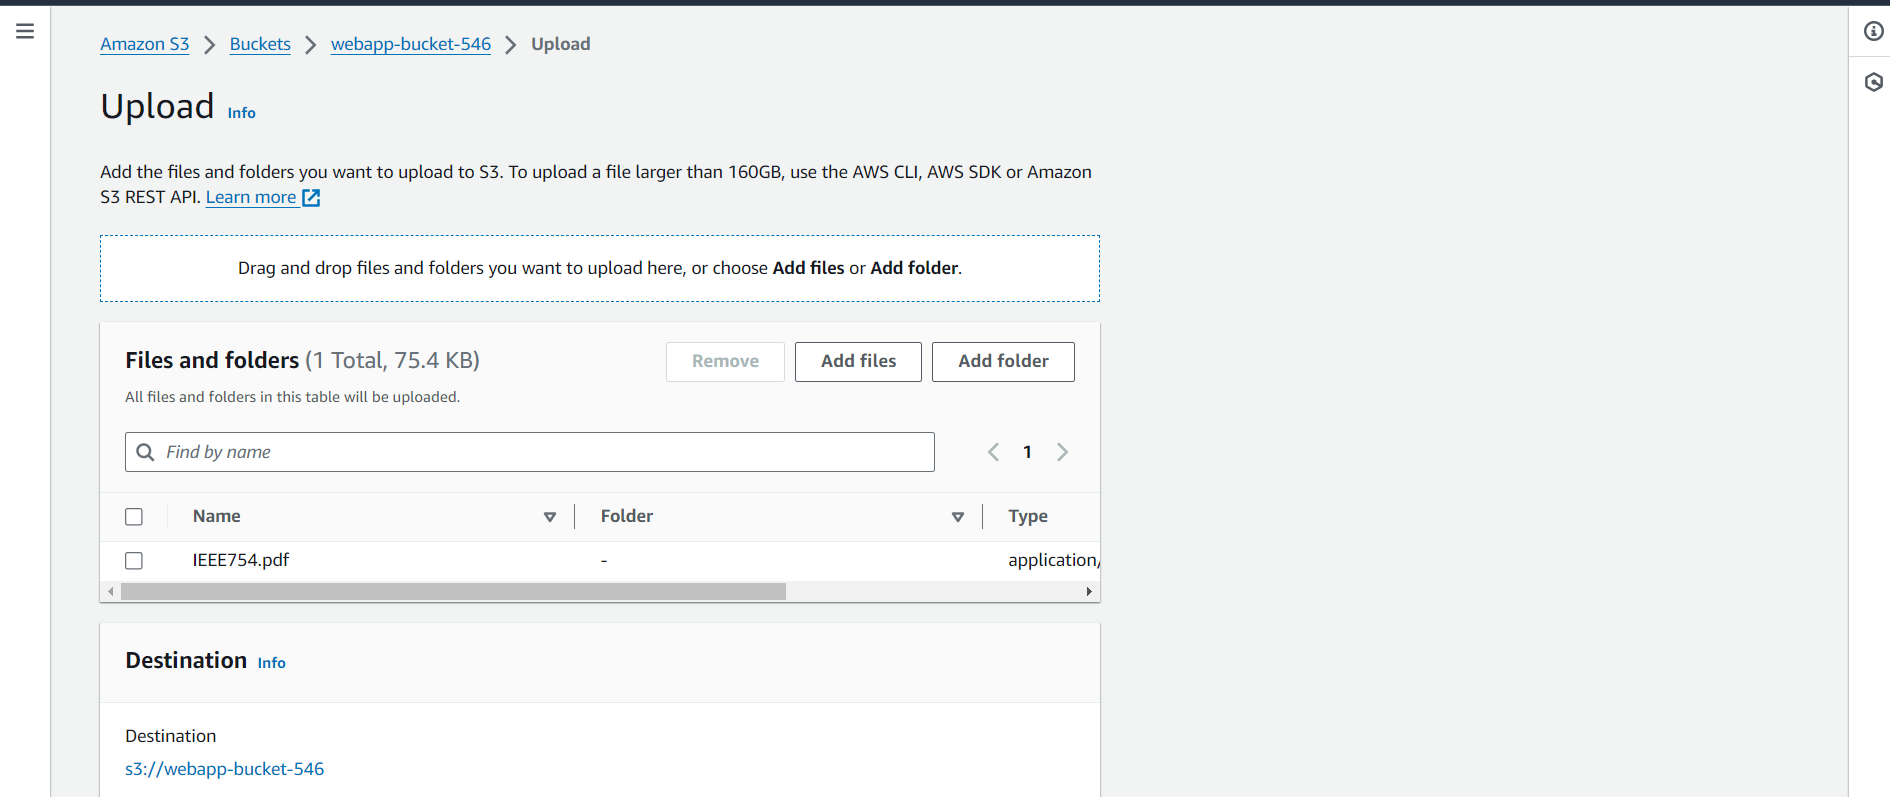 Amazon S3 > Buckets > webapp-bucket-546 > Upload
Upload Info
Add the files and folders you want to upload to S3. To upload a file larger than 160GB, use the AWS CLI, AWS SDK or Amazon
S3 REST API. Learn more
Drag and drop files and folders you want to upload here, or choose Add files or Add folder.
Files and folders (1 Total, 75.4 KB)
Remove
Add files
Add folder
All files and folders in this table will be uploaded.
Find by name
1
Name Folder Type
IEEE754.pdf - application/
Destination Info
Destination
s3://webapp-bucket-546